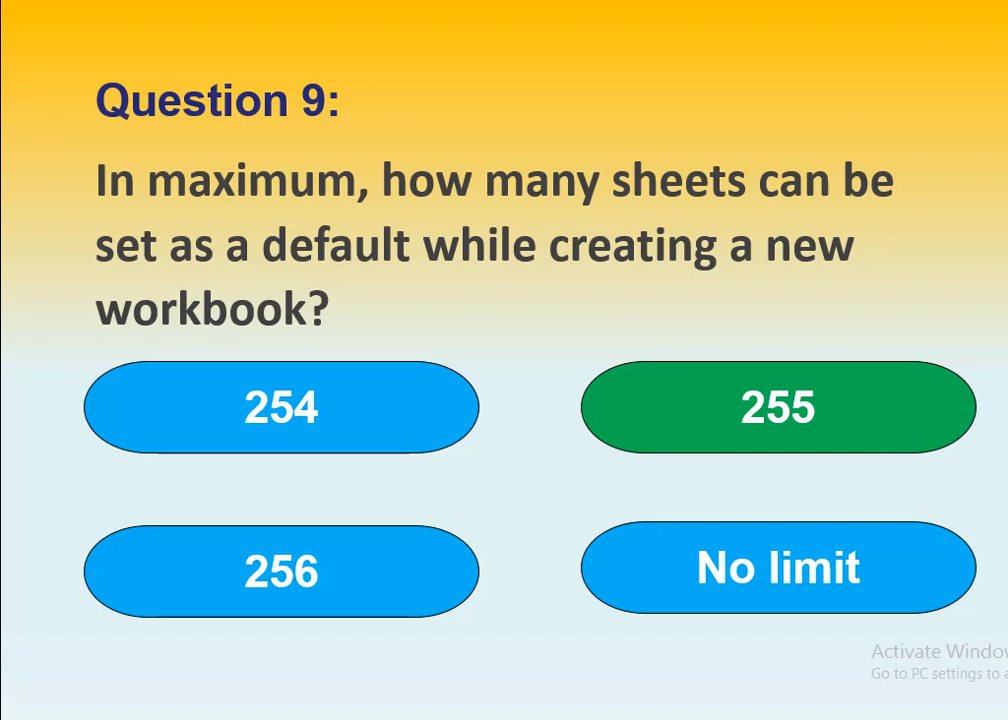 Question 9:
In maximum, how many sheets can be
set as a default while creating a new
workbook?
254
255
256
No limit
Activate Windo
Go to PC settings to a